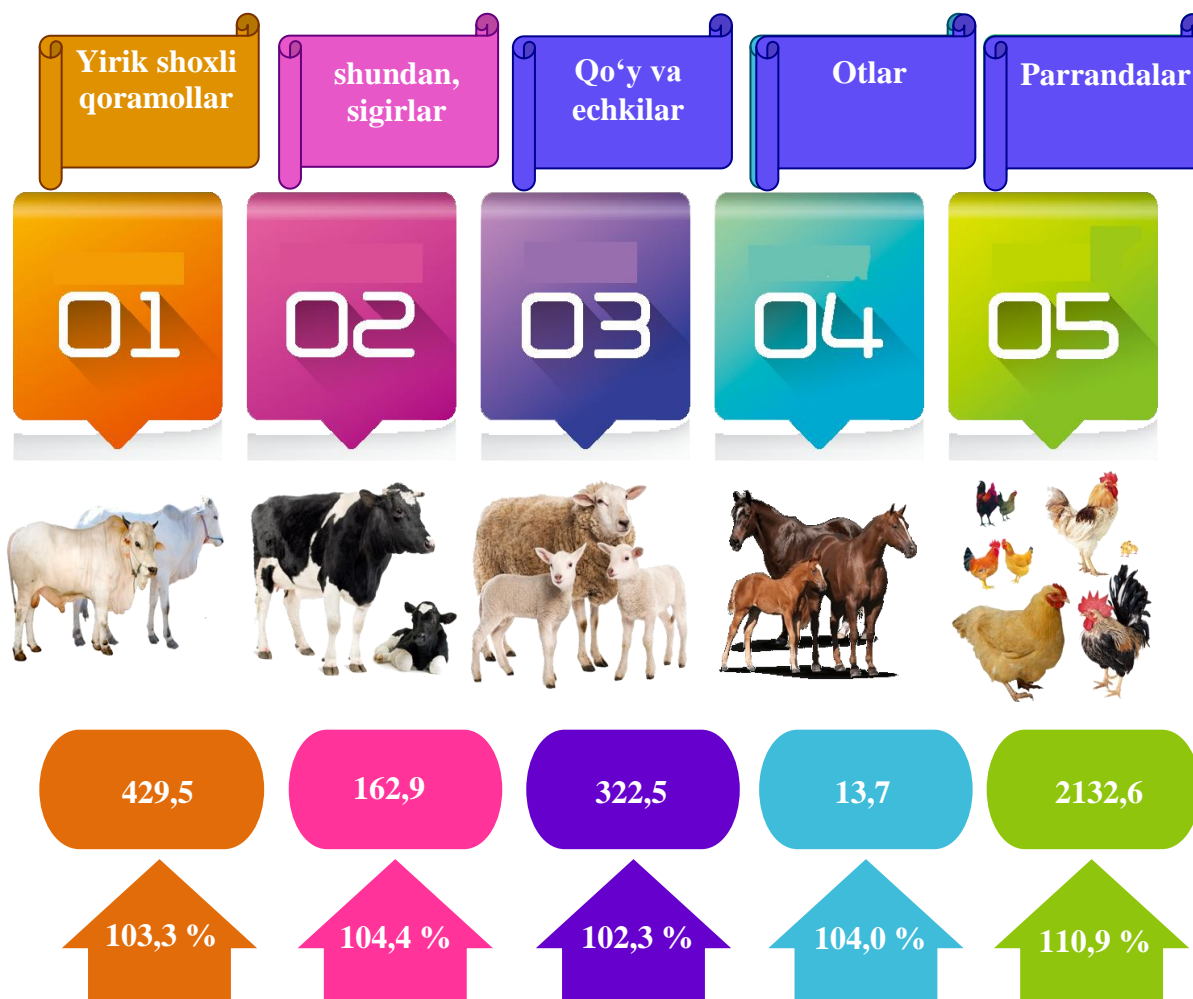 Yirik shoxli
qoramollar
shundan,
sigirlar
Qo‘y va
echkilar
Otlar
Parrandalar
01
02
03
04
05
429,5
162,9
322,5
13,7
2132,6
103,3 %
104,4 %
102,3 %
104,0 %
110,9 %